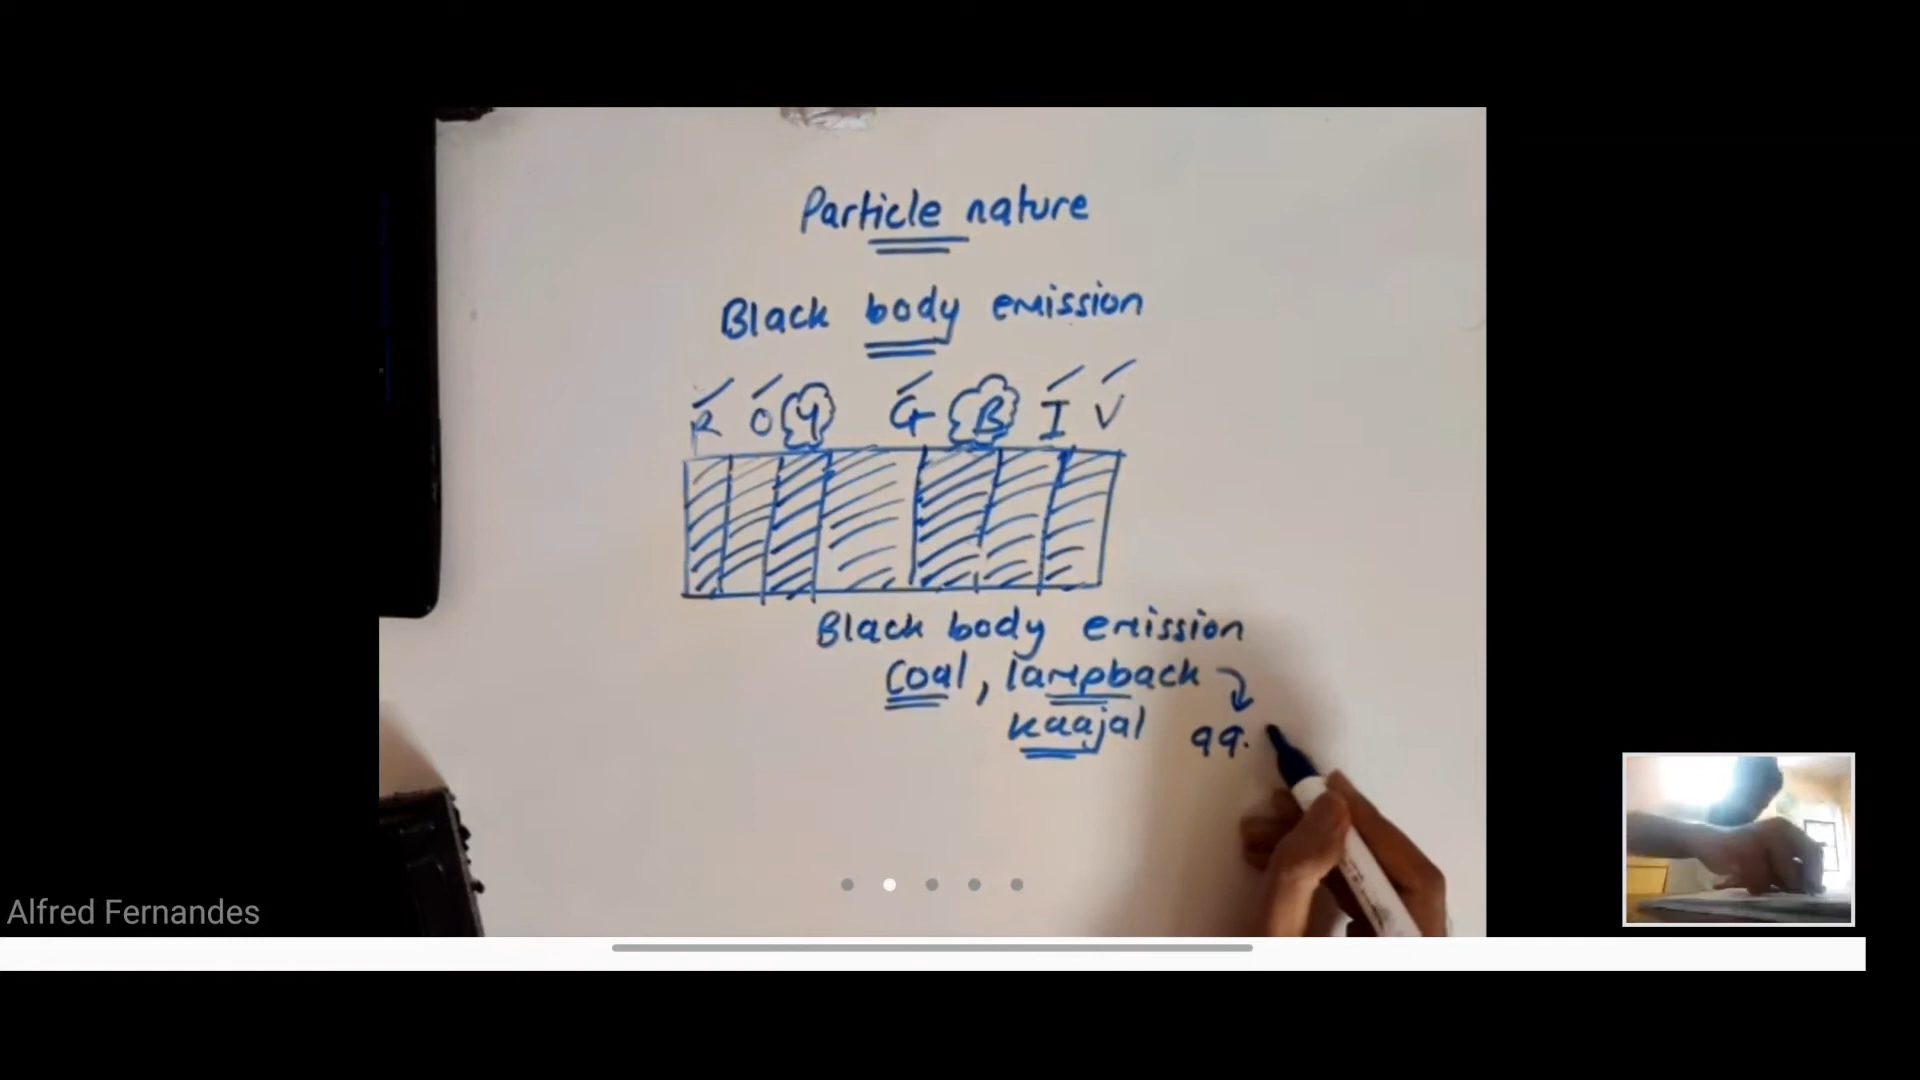 Particle nature
Black body emission
R O Y G B I V
Black body emission
Coal, lampback
kaajal 99.
Alfred Fernandes